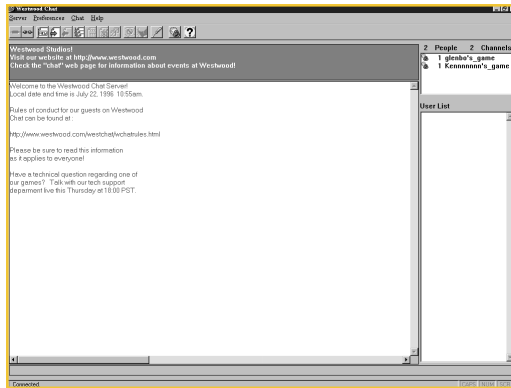 Westwood Chat
Server Preferences Chat Help
Westwood Studios!
Visit our website at http://www.westwood.com
Check the "chat" web page for information about events at Westwood!
2 People 2 Channels
1 glenbo's_game
1 Kennnnnnn's_game
User List
Welcome to the Westwood Chat Server!
Local date and time is July 22, 1996 10:55am.
Rules of conduct for our guests on Westwood
Chat can be found at :
http://www.westwood.com/westchat/wchatrules.html
Please be sure to read this information
as it applies to everyone!
Have a technical question regarding one of
our games? Talk with our tech support
deparment live this Thursday at 18:00 PST.
Connected
CAPS NUM SCR